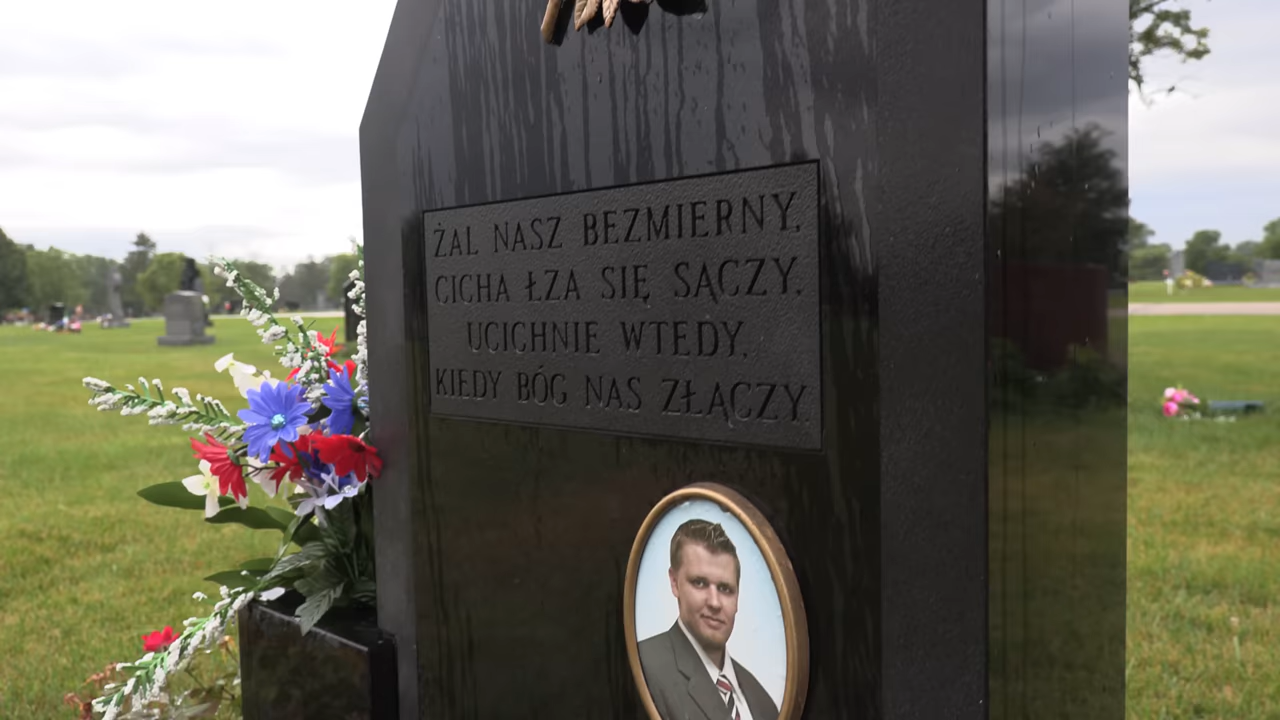 ŻAL NASZ BEZMIERNY,
CICHA ŁZA SIĘ SĄCZY,
UCICHNIE WTEDY,
KIEDY BÓG NAS ZŁĄCZY.